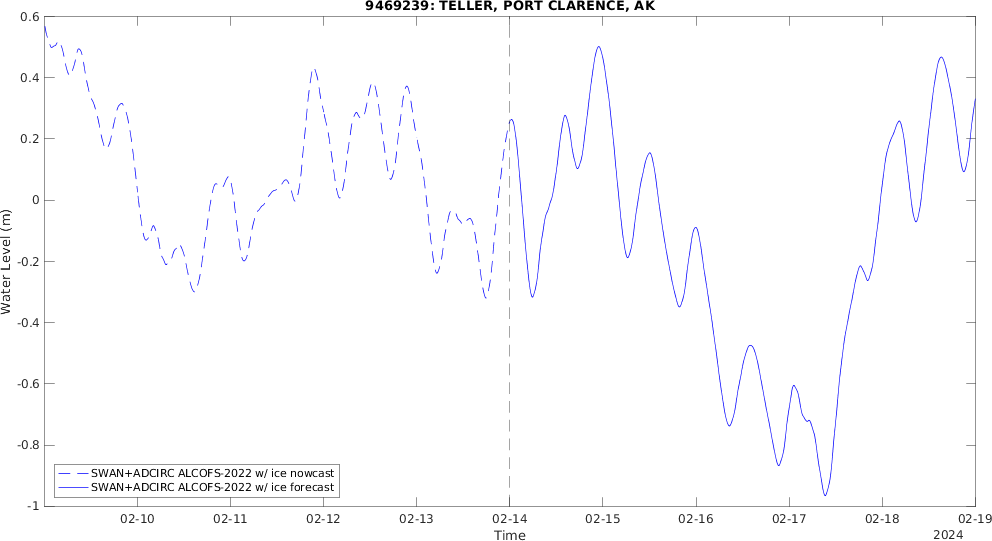 9469239: TELLER, PORT CLARENCE, AK
0.6
0.4
0.2
0
-0.2
-0.4
-0.6
-0.8
-1
Water Level (m)
SWAN+ADCIRC ALCOFS-2022 w/ ice nowcast
SWAN+ADCIRC ALCOFS-2022 w/ ice forecast
02-10 02-11 02-12 02-13 02-14 02-15 02-16 02-17 02-18 02-19
Time
2024